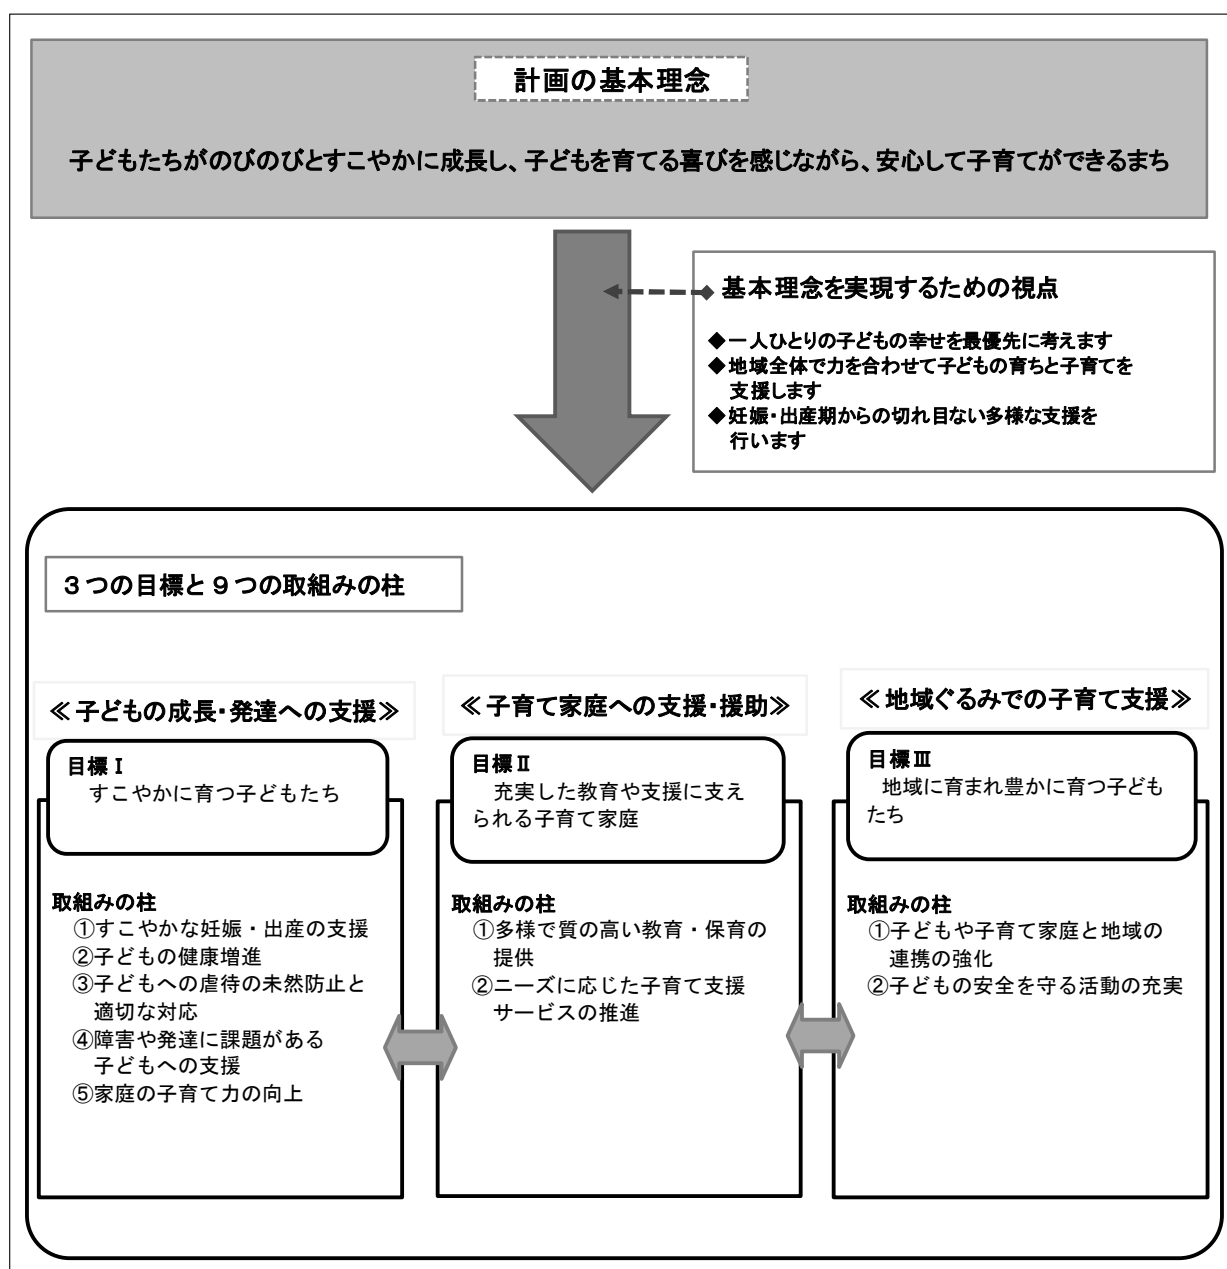 計画の基本理念
子どもたちがのびのびとすこやかに成長し、子どもを育てる喜びを感じながら、安心して子育てができるまち
基本理念を実現するための視点
◆一人ひとりの子どもの幸せを最優先に考えます
◆地域全体で力を合わせて子どもの育ちと子育てを
支援します
◆妊娠・出産期からの切れ目ない多様な支援を
行います
3つの目標と9つの取組みの柱
≪子どもの成長・発達への支援≫
目標Ⅰ
すこやかに育つ子どもたち
取組みの柱
①すこやかな妊娠・出産の支援
②子どもの健康増進
③子どもへの虐待の未然防止と
適切な対応
④障害や発達に課題がある
子どもへの支援
⑤家庭の子育て力の向上
≪子育て家庭への支援・援助≫
目標Ⅱ
充実した教育や支援に支え
られる子育て家庭
取組みの柱
①多様で質の高い教育・保育の
提供
②ニーズに応じた子育て支援
サービスの推進
≪地域ぐるみでの子育て支援≫
目標Ⅲ
地域に育まれ豊かに育つ子ども
たち
取組みの柱
①子どもや子育て家庭と地域の
連携の強化
②子どもの安全を守る活動の充実